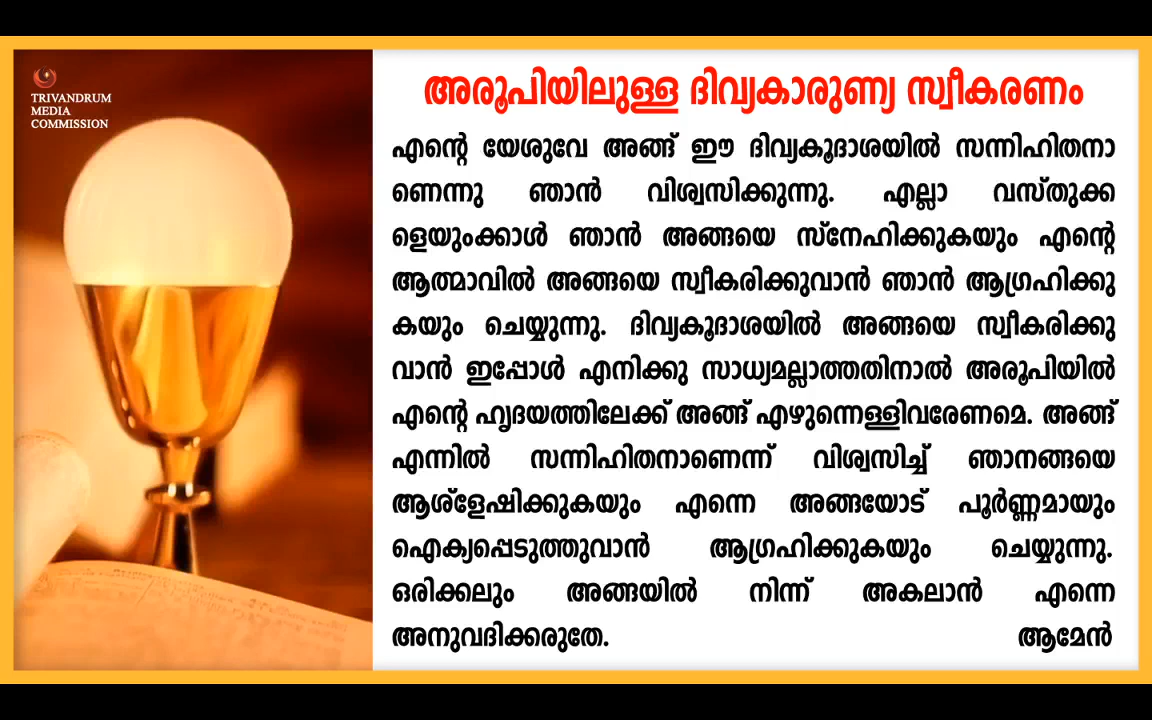 TRIVANDRUM
MEDIA
COMMISSION
അരൂപിയിലുള്ള ദിവ്യകാരുണ്യ സ്വീകരണം
എന്റെ യേശുവേ അങ്ങ് ഈ ദിവ്യകൂദാശയിൽ സന്നിഹിതനാ
ണെന്നു ഞാൻ വിശ്വസിക്കുന്നു. എല്ലാ വസ്തുക്ക
ളെയുംക്കാൾ ഞാൻ അങ്ങയെ സ്നേഹിക്കുകയും എന്റെ
ആത്മാവിൽ അങ്ങയെ സ്വീകരിക്കുവാൻ ഞാൻ ആഗ്രഹിക്കു
കയും ചെയ്യുന്നു. ദിവ്യകൂദാശയിൽ അങ്ങയെ സ്വീകരിക്കു
വാൻ ഇപ്പോൾ എനിക്കു സാധ്യമല്ലാത്തതിനാൽ അരൂപിയിൽ
എന്റെ ഹൃദയത്തിലേക്ക് അങ്ങ് എഴുന്നെള്ളിവരേണമെ. അങ്ങ്
എന്നിൽ സന്നിഹിതനാണെന്ന് വിശ്വസിച്ച് ഞാനങ്ങയെ
ആശ്ളേഷിക്കുകയും എന്നെ അങ്ങയോട് പൂർണ്ണമായും
ഐക്യപ്പെടുത്തുവാൻ ആഗ്രഹിക്കുകയും ചെയ്യുന്നു.
ഒരിക്കലും അങ്ങയിൽ നിന്ന് അകലാൻ എന്നെ
അനുവദിക്കരുതേ. ആമേൻ